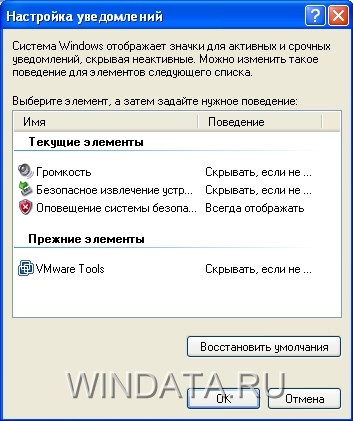 Настройка уведомлений
Система Windows отображает значки для активных и срочных
уведомлений, скрывая неактивные. Можно изменить такое
поведение для элементов следующего списка.
Выберите элемент, а затем задайте нужное поведение:
Имя Поведение
Текущие элементы
Громкость Скрывать, если не ...
Безопасное извлечение устр... Скрывать, если не ...
Оповещение системы безопа... Всегда отображать
Прежние элементы
VMware Tools Скрывать, если не ...
Восстановить умолчания
WINDATA.RU
OK Отмена